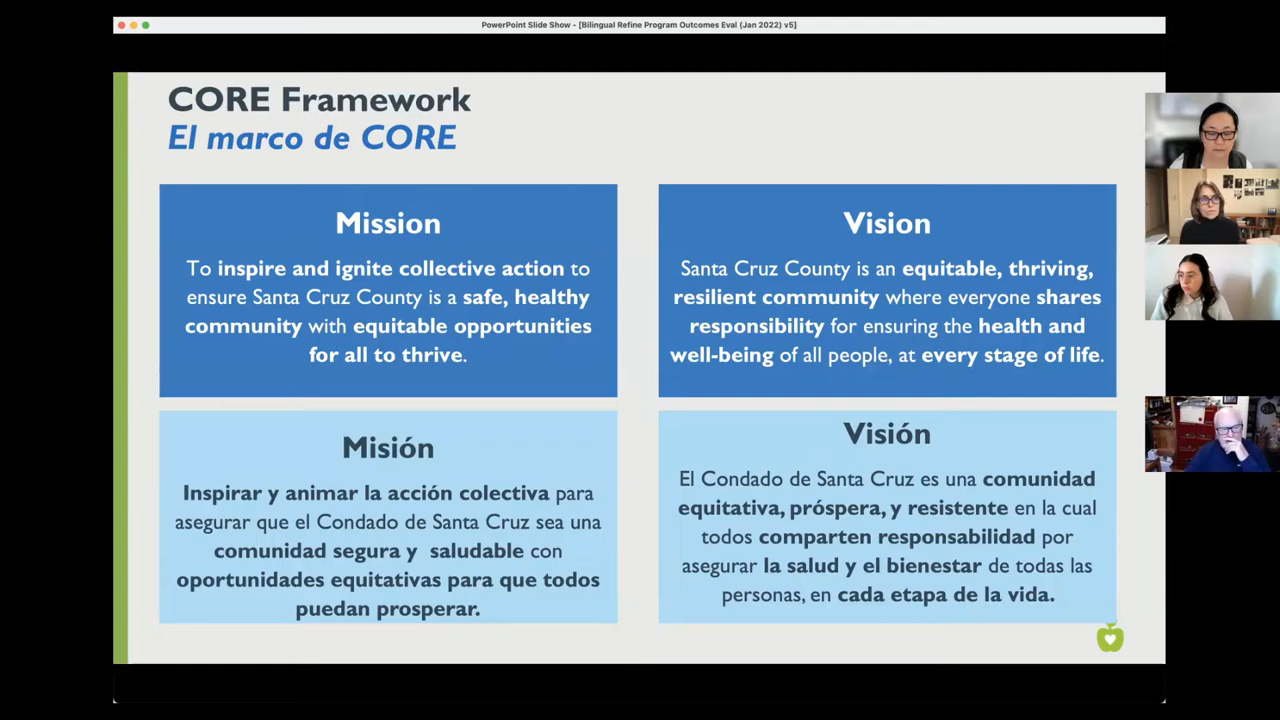 PowerPoint Slide Show - [Bilingual Refine Program Outcomes Eval (Jan 2022) v5]
CORE Framework
El marco de CORE
Mission
To inspire and ignite collective action to
ensure Santa Cruz County is a safe, healthy
community with equitable opportunities
for all to thrive.
Vision
Santa Cruz County is an equitable, thriving,
resilient community where everyone shares
responsibility for ensuring the health and
well-being of all people, at every stage of life.
Misión
Inspirar y animar la acción colectiva para
asegurar que el Condado de Santa Cruz sea una
comunidad segura y  saludable con
oportunidades equitativas para que todos
puedan prosperar.
Visión
El Condado de Santa Cruz es una comunidad
equitativa, próspera, y resistente en la cual
todos comparten responsabilidad por
asegurar la salud y el bienestar de todas las
personas, en cada etapa de la vida.